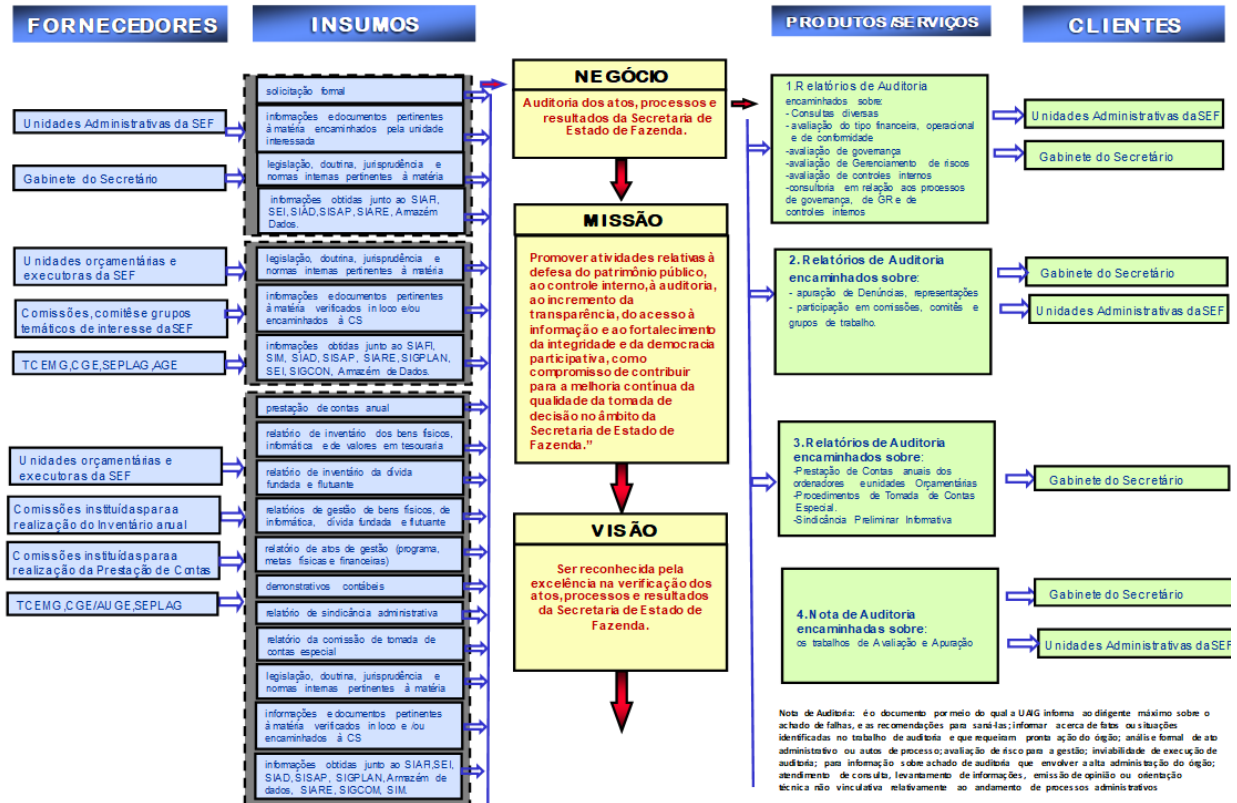 FORNECEDORES
Unidades Administrativas da SEF
Gabinete do Secretário
Unidades orçamentárias e
executoras da SEF
Comissões, comitês e grupos
temáticos de interesse da SEF
TCEMG,CGE,SEPLAG,AGE
Unidades orçamentárias e
executoras da SEF
Comissões instituídas para a
realização do Inventário anual
Comissões instituídas para a
realização da Prestação de Contas
TCEMG,CGE/AUGE,SEPLAG
INSUMOS
solicitação formal
informações e documentos pertinentes
à matéria encaminhados pela unidade
interessada
legislação, doutrina, jurisprudência e
normas internas pertinentes à matéria
informações obtidas junto ao SIAFI,
SEI, SIAD, SISAP, SIARE, Armazém
Dados.
legislação, doutrina, jurisprudência e
normas internas pertinentes à matéria
informações e documentos pertinentes
à matéria verificados in loco e/ou
encaminhados à CS
informações obtidas junto ao SIAFI,
SIM, SIAD, SISAP, SIARE, SIGPLAN,
SEI, SIGCON, Armazém de Dados.
prestação de contas anual
relatório de inventário dos bens físicos,
informática e de valores em tesouraria
relatório de inventário da dívida
fundada e flutuante
relatórios de gestão de bens físicos, de
informática, dívida fundada e flutuante
relatório de atos de gestão (programa,
metas físicas e financeiras)
demonstrativos contábeis
relatório de sindicância administrativa
relatório da comissão de tomada de
contas especial
legislação, doutrina, jurisprudência e
normas internas pertinentes à matéria
informações e documentos pertinentes
à matéria verificados in loco e /ou
encaminhados à CS
informações obtidas junto ao SIAFI,SEI,
SIAD, SISAP, SIGPLAN, Armazém de
dados, SIARE, SIGCOM, SIM.
NEGÓCIO
Auditoria dos atos, processos e
resultados da Secretaria de
Estado de Fazenda.
MISSÃO
Promover atividades relativas à
defesa do patrimônio público,
ao controle interno, à auditoria,
ao incremento da
transparência, do acesso à
informação e ao fortalecimento
da integridade e da democracia
participativa, como
compromisso de contribuir
para a melhoria contínua da
qualidade da tomada de
decisão no âmbito da
Secretaria de Estado de
Fazenda.”
VISÃO
Ser reconhecida pela
excelência na verificação dos
atos, processos e resultados
da Secretaria de Estado de
Fazenda.
PRODUTOS/SERVIÇOS
1.Relatórios de Auditoria
encaminhados sobre:
- Consultas diversas
- avaliação do tipo financeira, operacional
e de conformidade
-avaliação de governança
-avaliação de Gerenciamento de riscos
-avaliação de controles internos
-consultoria em relação aos processos
de governança, de GR e de
controles internos
2.Relatórios de Auditoria
encaminhados sobre:
- apuração de Denúncias, representações
- participação em comissões, comitês e
grupos de trabalho.
3.Relatórios de Auditoria
encaminhados sobre:
-Prestação de Contas anuais dos
ordenadores e unidades Orçamentárias
-Procedimentos de Tomada de Contas
Especial.
-Sindicância Preliminar Informativa
4.Nota de Auditoria
encaminhadas sobre:
os trabalhos de Avaliação e Apuração
CLIENTES
Unidades Administrativas da SEF
Gabinete do Secretário
Gabinete do Secretário
Unidades Administrativas da SEF
Gabinete do Secretário
Gabinete do Secretário
Unidades Administrativas da SEF
Nota de Auditoria: é o documento por meio do qual a UAIG informa ao dirigente máximo sobre o
achado de falhas, e as recomendações para saná-las; informar acerca de fatos ou situações
identificadas no trabalho de auditoria e que requeiram pronta ação do órgão; análise formal de ato
administrativo ou autos de processo; avaliação de risco para a gestão; inviabilidade de execução de
auditoria; para informação sobre achado de auditoria que envolver a alta administração do órgão;
atendimento de consulta, levantamento de informações, emissão de opinião ou orientação
técnica não vinculativa relativamente ao andamento de processos administrativos